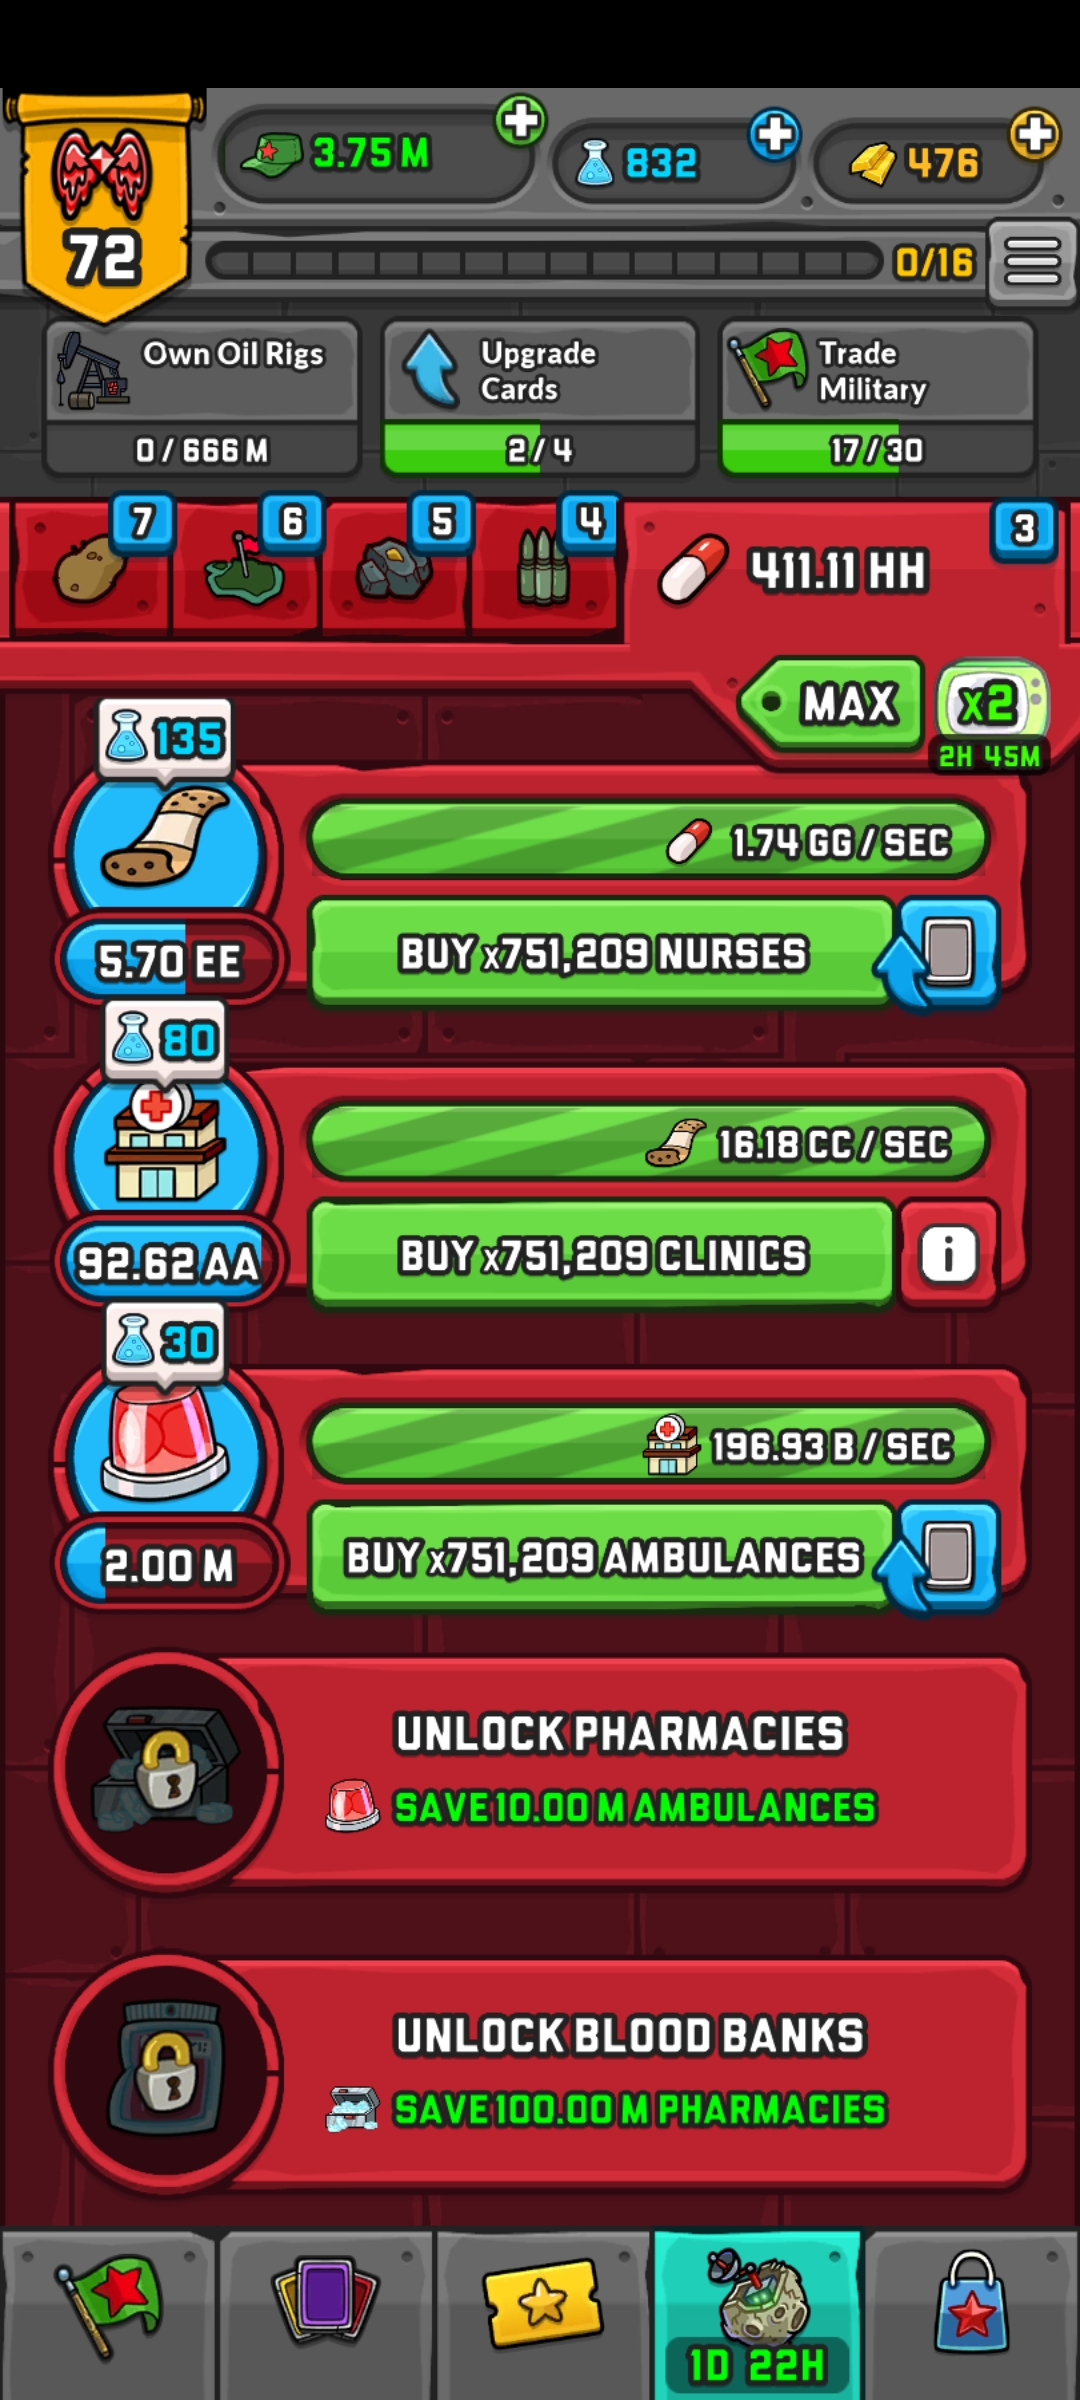 3.75 M
832
476
72
0/16
Own Oil Rigs
Upgrade
Cards
Trade
Military
0 / 666 M
2 / 4
17 / 30
7
6
5
4
411.11 HH
3
MAX
x2
2H 45M
135
1.74 GG / SEC
5.70 EE
BUY x751,209 NURSES
80
16.18 CC / SEC
92.62 AA
BUY x751,209 CLINICS
i
30
196.93 B / SEC
2.00 M
BUY x751,209 AMBULANCES
UNLOCK PHARMACIES
SAVE 10.00 M AMBULANCES
UNLOCK BLOOD BANKS
SAVE 100.00 M PHARMACIES
1D 22H